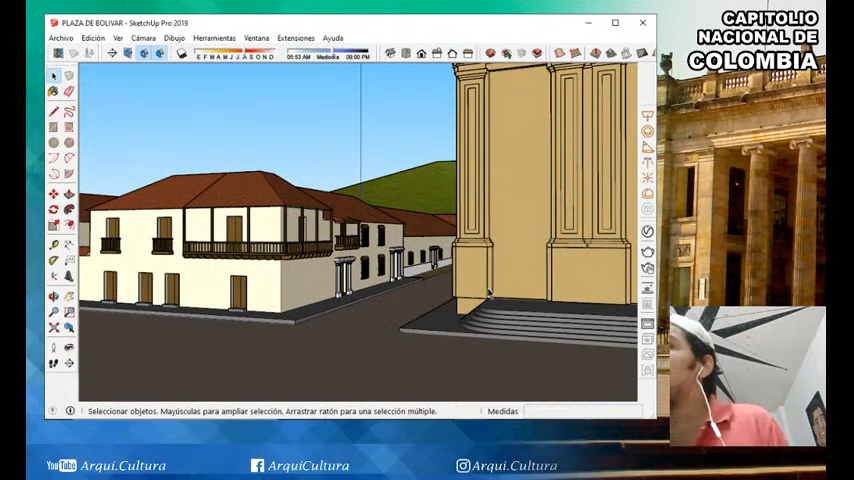 PLAZA DE BOLIVAR - SketchUp Pro 2019
Archivo Edición Ver Cámara Dibujo Herramientas Ventana Extensiones Ayuda
E F M A M J J A S O N D 05:53 AM Mediodía 08:00 PM
Seleccionar objetos. Mayúsculas para ampliar selección. Arrastrar ratón para una selección múltiple. Medidas
CAPITOLIO
NACIONAL DE
COLOMBIA
YouTube Arqui.Cultura ArquiCultura Arqui.Cultura